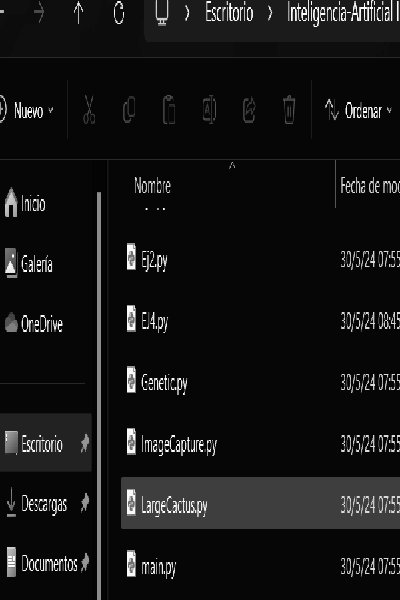 Escritorio Inteligencia-Artificial I
Nuevo Ordenar
Nombre Fecha de mod
Inicio
Galería
OneDrive
Escritorio
Descargas
Documentos
Ej2.py 30/5/24 07:55
EJ4.py 30/5/24 08:45
Genetic.py 30/5/24 07:55
ImageCapture.py 30/5/24 07:55
LargeCactus.py 30/5/24 07:55
main.py 30/5/24 07:55